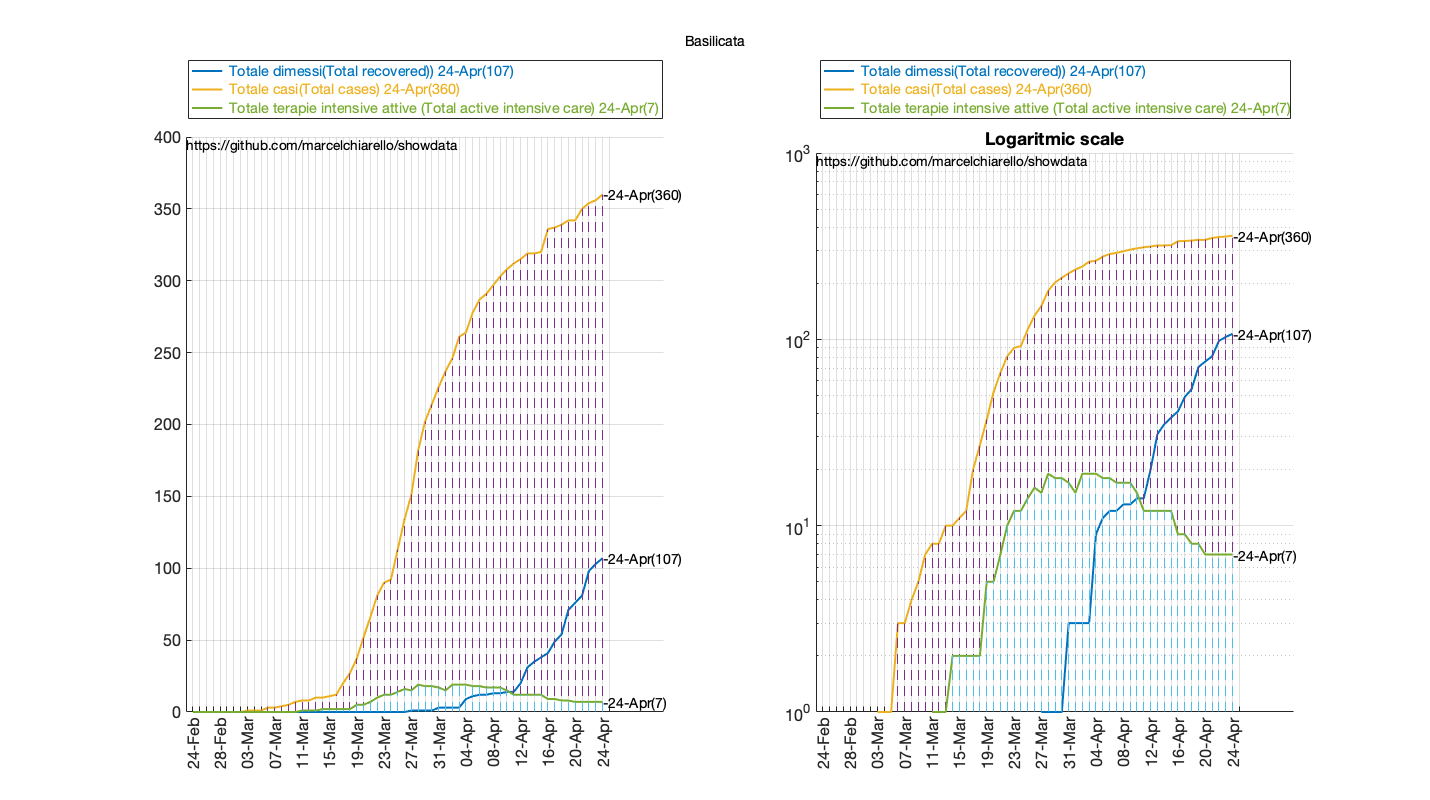 Basilicata
Totale dimessi(Total recovered)) 24-Apr(107)
Totale casi(Total cases) 24-Apr(360)
Totale terapie intensive attive (Total active intensive care) 24-Apr(7)
https://github.com/marcelchiarello/showdata
400
350
300
250
200
150
100
50
0
-24-Apr(360)
-24-Apr(107)
-24-Apr(7)
24-Feb
28-Feb
03-Mar
07-Mar
11-Mar
15-Mar
19-Mar
23-Mar
27-Mar
31-Mar
04-Apr
08-Apr
12-Apr
16-Apr
20-Apr
24-Apr
Totale dimessi(Total recovered)) 24-Apr(107)
Totale casi(Total cases) 24-Apr(360)
Totale terapie intensive attive (Total active intensive care) 24-Apr(7)
Logaritmic scale
https://github.com/marcelchiarello/showdata
10^3
10^2
10^1
10^0
-24-Apr(360)
-24-Apr(107)
-24-Apr(7)
24-Feb
28-Feb
03-Mar
07-Mar
11-Mar
15-Mar
19-Mar
23-Mar
27-Mar
31-Mar
04-Apr
08-Apr
12-Apr
16-Apr
20-Apr
24-Apr